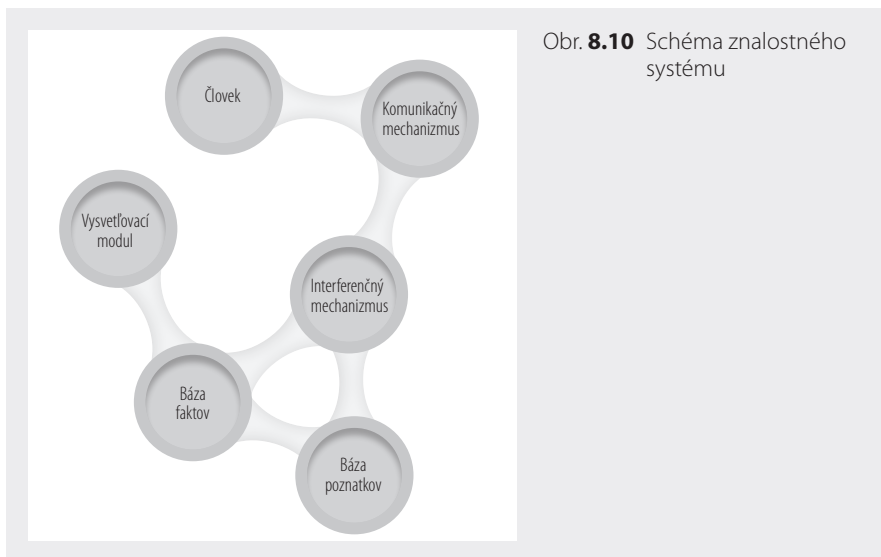 Obr. 8.10 Schéma znalostného
systému
Človek
Komunikačný
mechanizmus
Vysvetľovací
modul
Interferenčný
mechanizmus
Báza
faktov
Báza
poznatkov